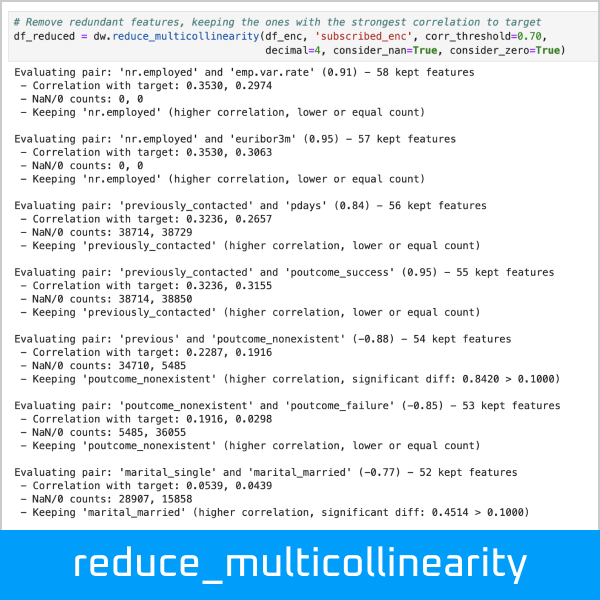 # Remove redundant features, keeping the ones with the strongest correlation to target
df_reduced = dw.reduce_multicollinearity(df_enc, 'subscribed_enc', corr_threshold=0.70,
decimal=4, consider_nan=True, consider_zero=True)
Evaluating pair: 'nr.employed' and 'emp.var.rate' (0.91) – 58 kept features
– Correlation with target: 0.3530, 0.2974
– NaN/0 counts: 0, 0
– Keeping 'nr.employed' (higher correlation, lower or equal count)
Evaluating pair: 'nr.employed' and 'euribor3m' (0.95) – 57 kept features
– Correlation with target: 0.3530, 0.3063
– NaN/0 counts: 0, 0
– Keeping 'nr.employed' (higher correlation, lower or equal count)
Evaluating pair: 'previously_contacted' and 'pdays' (0.84) – 56 kept features
– Correlation with target: 0.3236, 0.2657
– NaN/0 counts: 38714, 38729
– Keeping 'previously_contacted' (higher correlation, lower or equal count)
Evaluating pair: 'previously_contacted' and 'poutcome_success' (0.95) – 55 kept features
– Correlation with target: 0.3236, 0.3155
– NaN/0 counts: 38714, 38850
– Keeping 'previously_contacted' (higher correlation, lower or equal count)
Evaluating pair: 'previous' and 'poutcome_nonexistent' (-0.88) – 54 kept features
– Correlation with target: 0.2287, 0.1916
– NaN/0 counts: 34710, 5485
– Keeping 'poutcome_nonexistent' (higher correlation, significant diff: 0.8420 > 0.1000)
Evaluating pair: 'poutcome_nonexistent' and 'poutcome_failure' (-0.85) – 53 kept features
– Correlation with target: 0.1916, 0.0298
– NaN/0 counts: 5485, 36055
– Keeping 'poutcome_nonexistent' (higher correlation, lower or equal count)
Evaluating pair: 'marital_single' and 'marital_married' (-0.77) – 52 kept features
– Correlation with target: 0.0539, 0.0439
– NaN/0 counts: 28907, 15858
– Keeping 'marital_married' (higher correlation, significant diff: 0.4514 > 0.1000)
reduce_multicollinearity